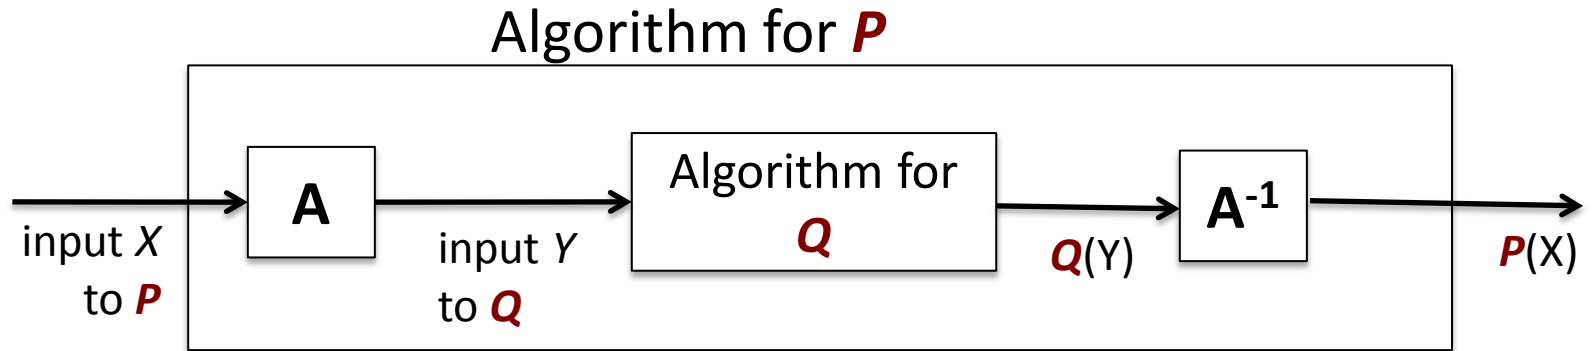 Algorithm for P
A
Algorithm for
Q
A⁻¹
input X
to P
input Y
to Q
Q(Y)
P(X)